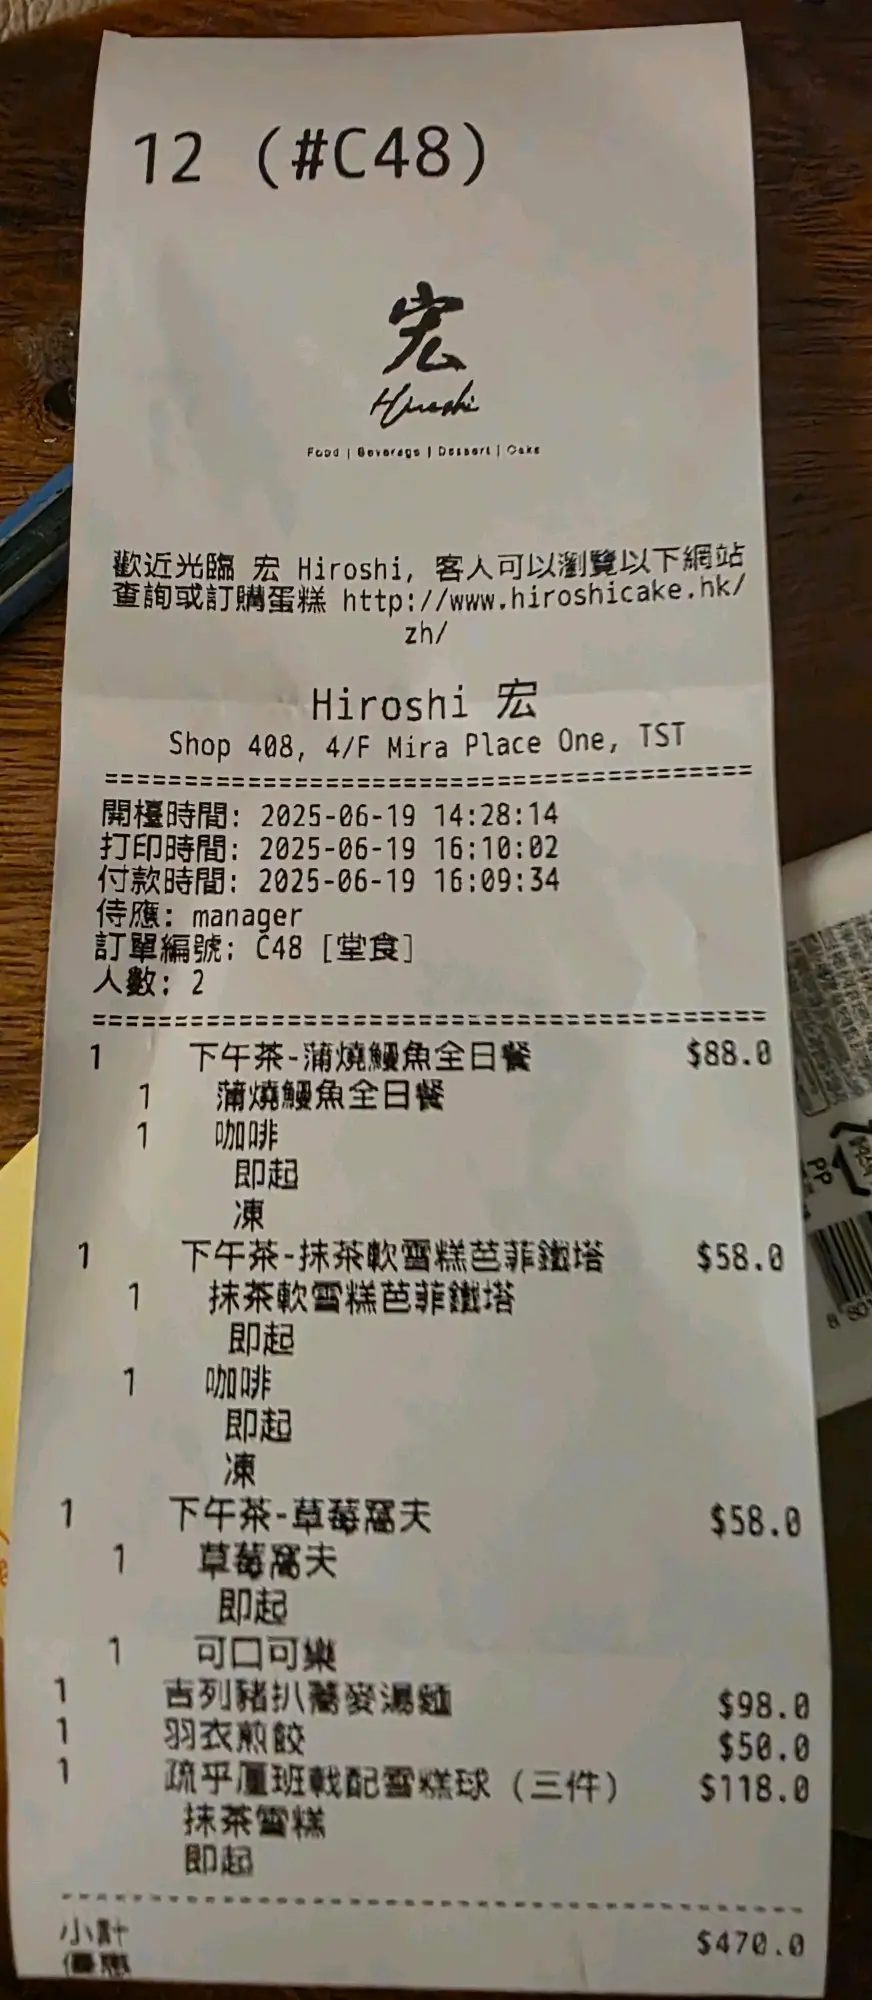 12 (#C48)
宏
Hiroshi
Food | Beverage | Dessert | Cake
歡近光臨 宏 Hiroshi, 客人可以瀏覽以下網站
查詢或訂購蛋糕 http://www.hiroshicake.hk/
zh/
Hiroshi 宏
Shop 408, 4/F Mira Place One, TST
開檯時間: 2025-06-19 14:28:14
打印時間: 2025-06-19 16:10:02
付款時間: 2025-06-19 16:09:34
侍應: manager
訂單編號: C48 [堂食]
人數: 2
1 下午茶-蒲燒鰻魚全日餐 $88.0
1 蒲燒鰻魚全日餐
1 咖啡
即起
凍
1 下午茶-抹茶軟雪糕芭菲鐵塔 $58.0
1 抹茶軟雪糕芭菲鐵塔
即起
1 咖啡
即起
凍
1 下午茶-草莓窩夫 $58.0
1 草莓窩夫
即起
1 可口可樂
1 吉列豬扒蕎麥湯麵 $98.0
1 羽衣煎餃 $50.0
1 疏乎厘班戟配雪糕球 (三件) $118.0
抹茶雪糕
即起
小計 $470.0
優惠